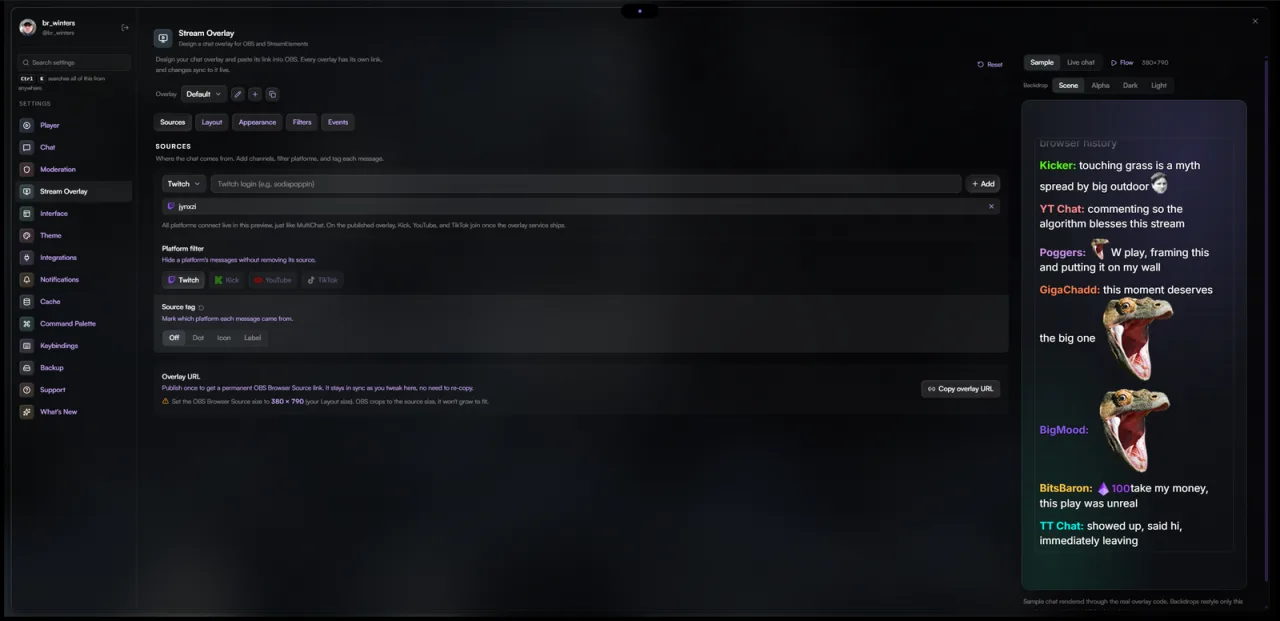 br_winters
@br_winters
Search settings
Ctrl K searches all of this from
anywhere.
SETTINGS
Player
Chat
Moderation
Stream Overlay
Interface
Theme
Integrations
Notifications
Cache
Command Palette
Keybindings
Backup
Support
What's New
Stream Overlay
Design a chat overlay for OBS and StreamElements
Design your chat overlay and paste its link into OBS. Every overlay has its own link,
and changes sync to it live.
Reset
Overlay Default
Sources Layout Appearance Filters Events
SOURCES
Where the chat comes from. Add channels, filter platforms, and tag each message.
Twitch Twitch login (e.g. sodapoppin) + Add
jynxzi
All platforms connect live in this preview, just like MultiChat. On the published overlay, Kick, YouTube, and TikTok join once the overlay service ships.
Platform filter
Hide a platform's messages without removing its source.
Twitch Kick YouTube TikTok
Source tag
Mark which platform each message came from.
Off Dot Icon Label
Overlay URL
Publish once to get a permanent OBS Browser Source link. It stays in sync as you tweak here, no need to re-copy.
Set the OBS Browser Source size to 380 × 790 (your Layout size). OBS crops to the source size, it won't grow to fit.
Copy overlay URL
Sample Live chat Flow 380×790
Backdrop Scene Alpha Dark Light
browser history
Kicker: touching grass is a myth
spread by big outdoor
YT Chat: commenting so the
algorithm blesses this stream
Poggers: W play, framing this
and putting it on my wall
GigaChadd: this moment deserves
the big one
BigMood:
BitsBaron: 100take my money,
this play was unreal
TT Chat: showed up, said hi,
immediately leaving
Sample chat rendered through the real overlay code. Backdrops restyle only this